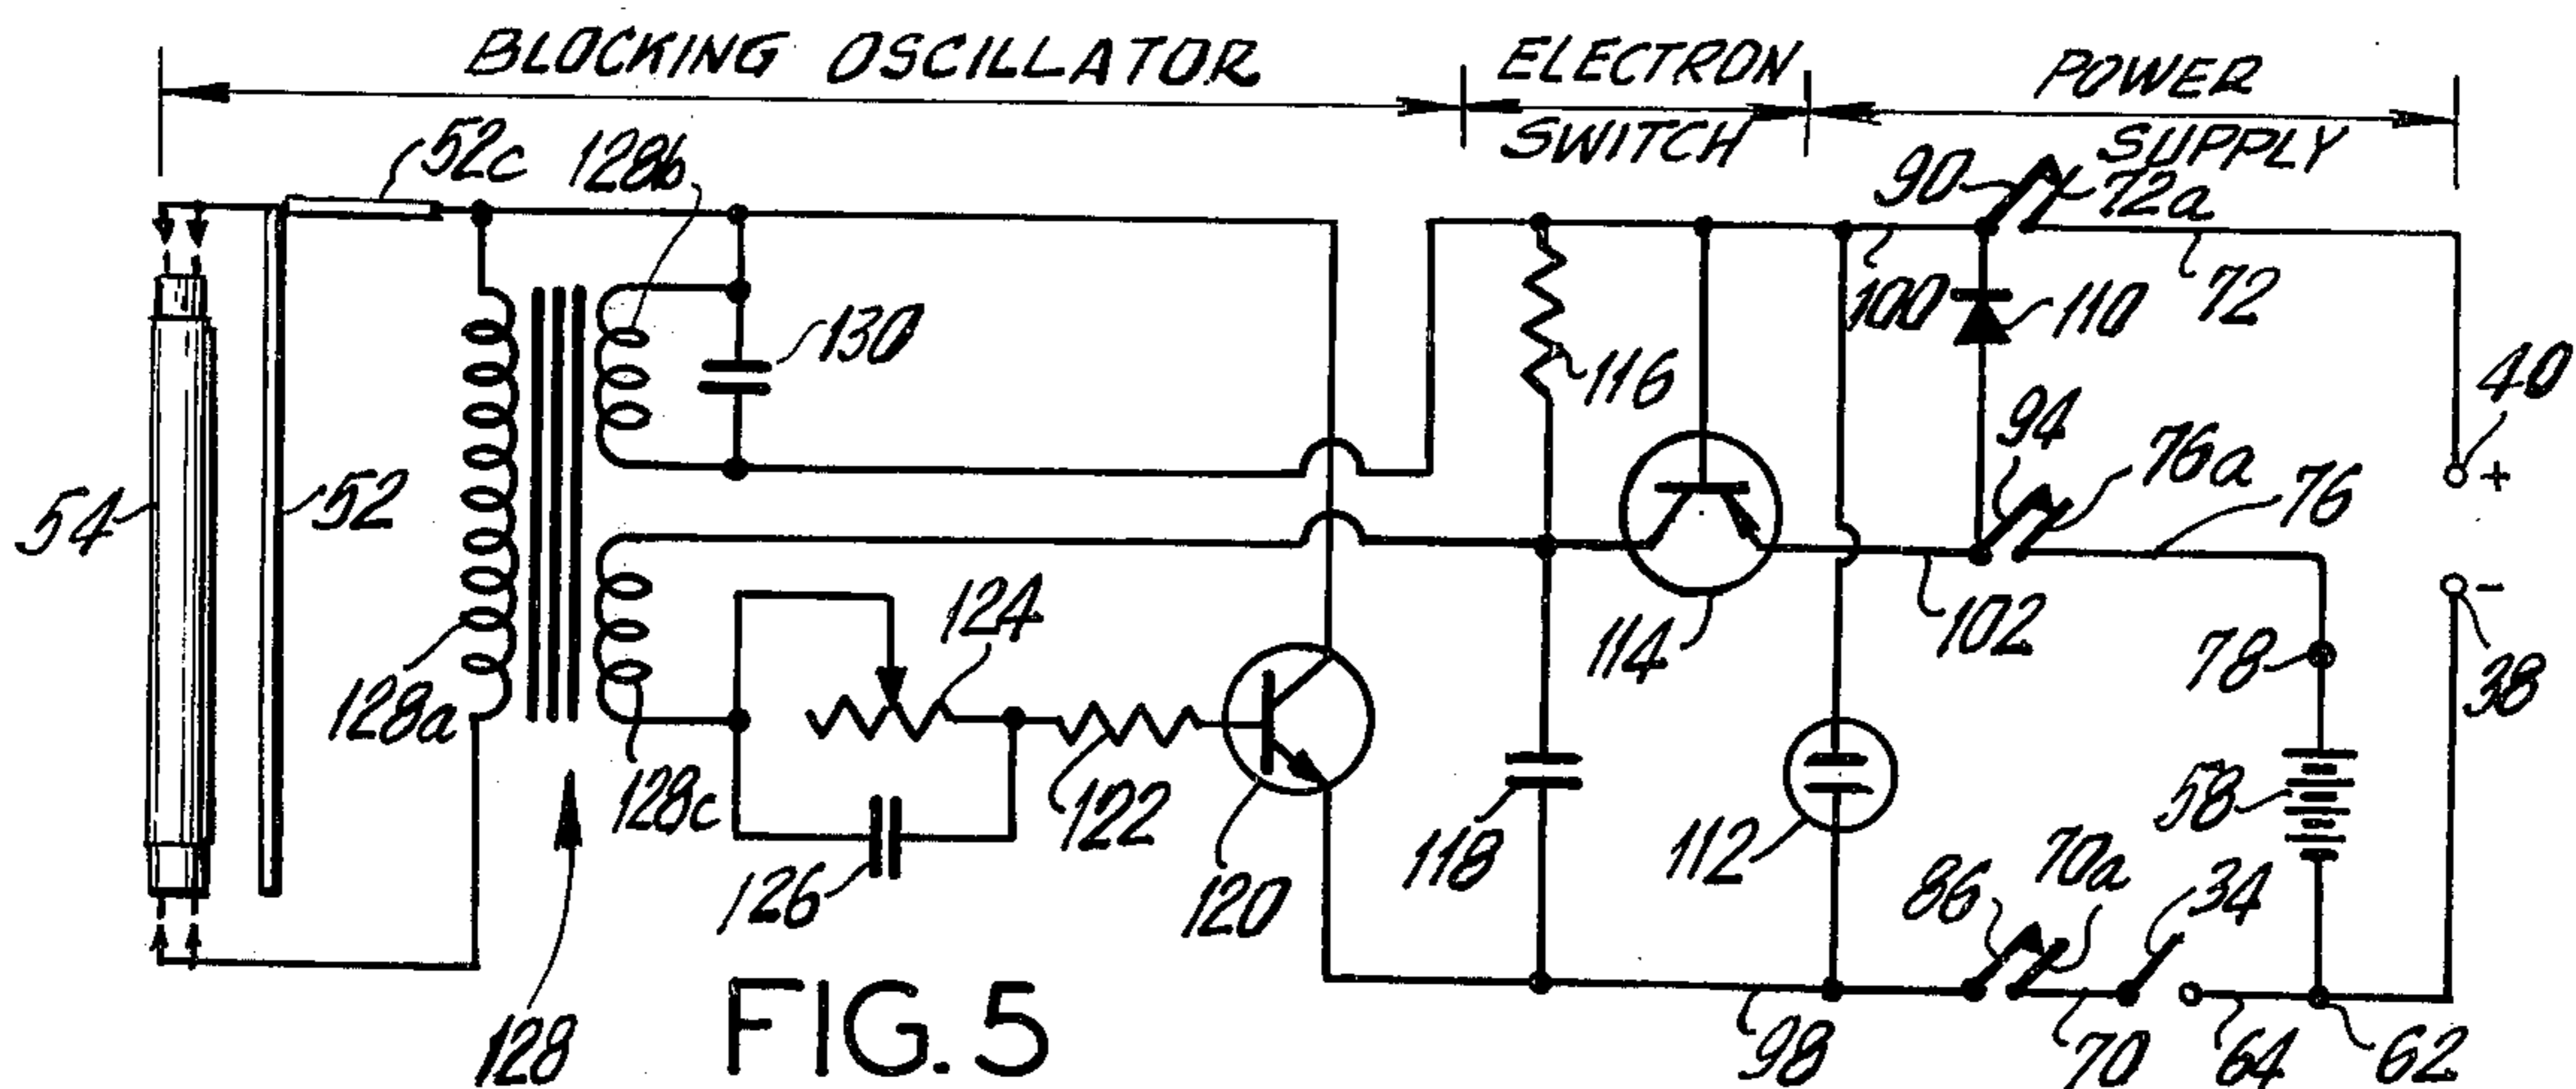 BLOCKING OSCILLATOR
ELECTRON
SWITCH
POWER
SUPPLY
52c
128b
90
72a
100
110
72
130
116
40
+
94
76a
76
54
52
-
38
124
114
102
78
128a
128c
122
118
112
58
126
120
86
70a
34
128
98
70
64
62
FIG. 5